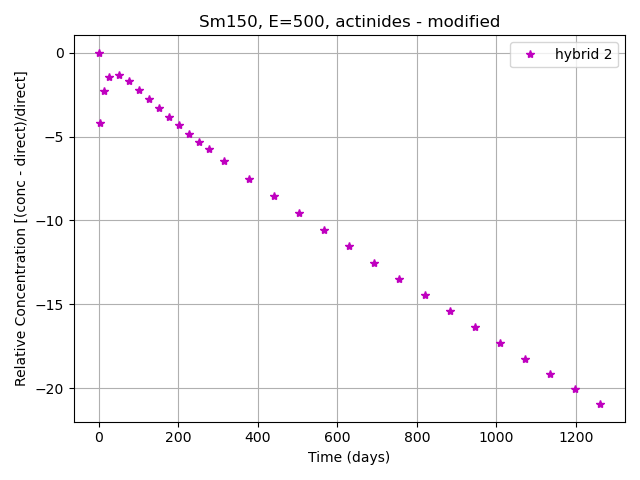 Sm150, E=500, actinides - modified
hybrid 2
Relative Concentration [(conc - direct)/direct]
0
−5
−10
−15
−20
0 200 400 600 800 1000 1200
Time (days)